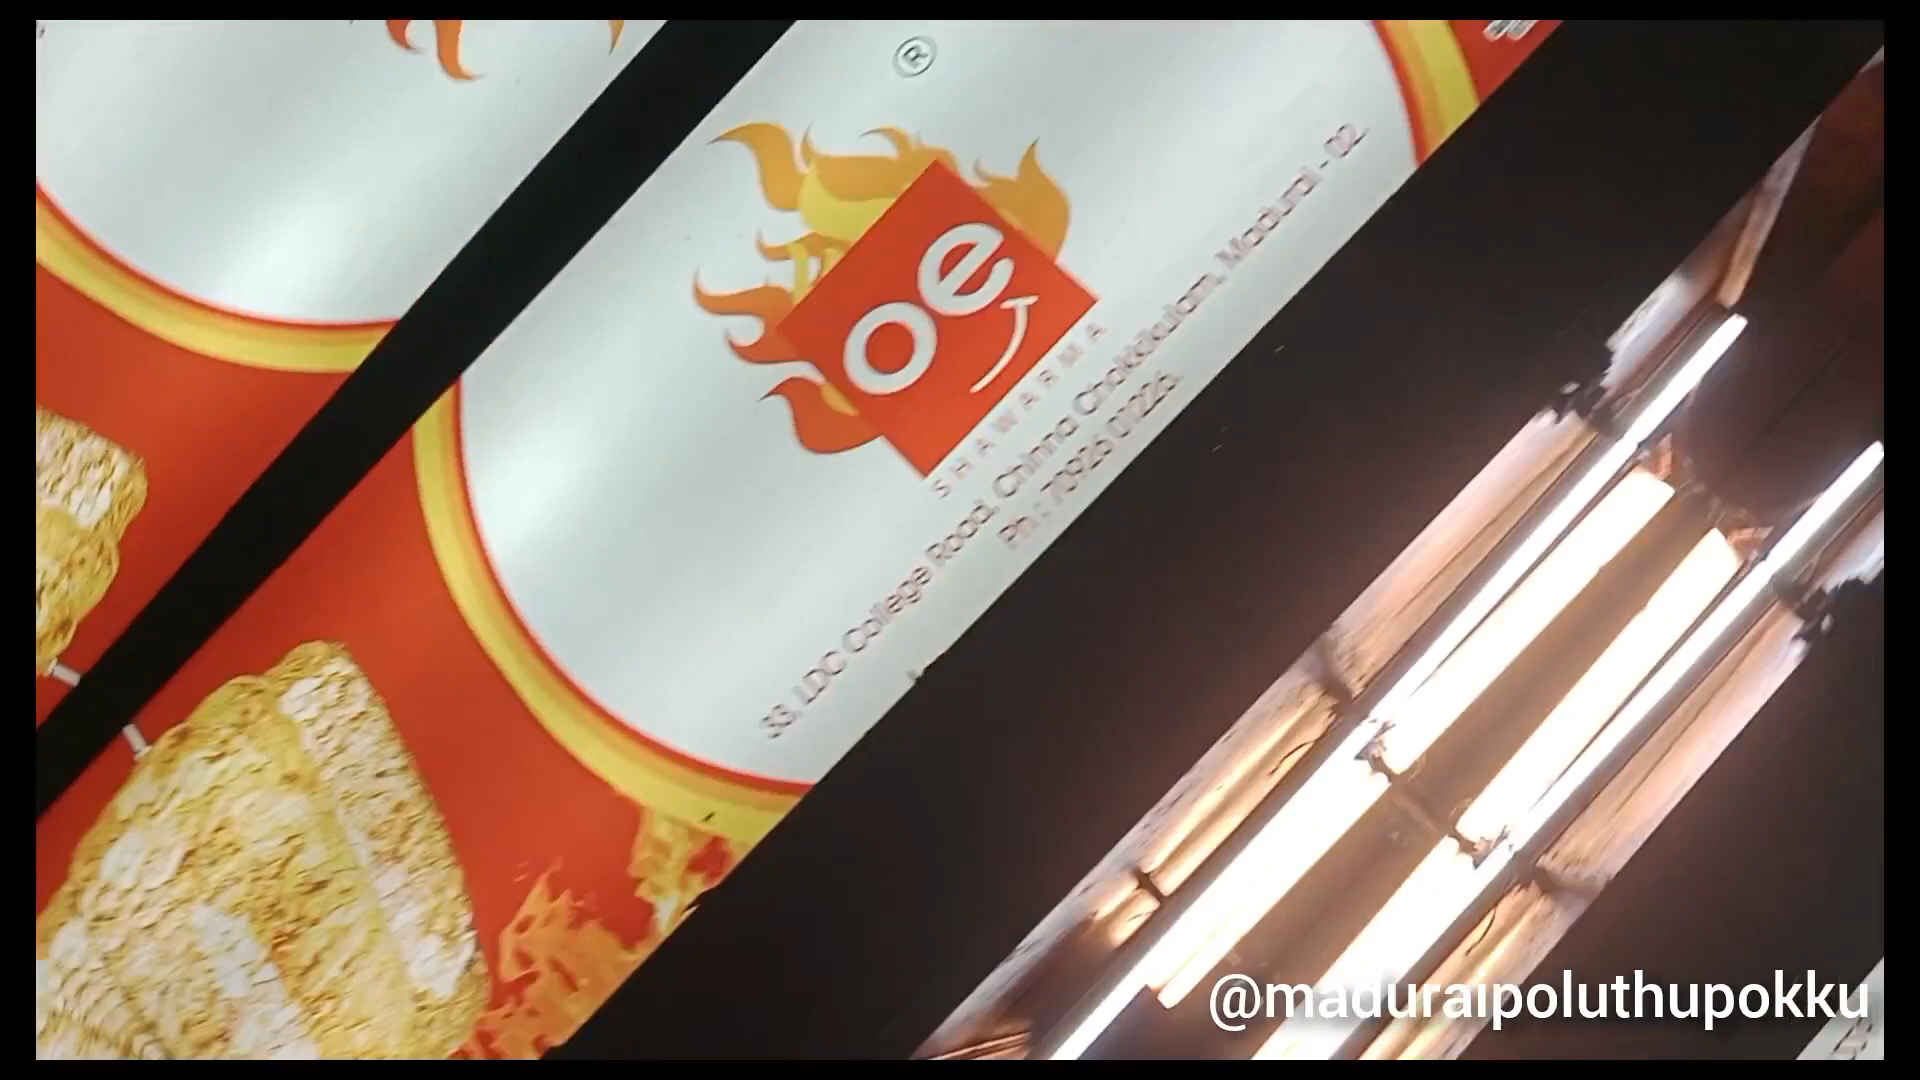 ®
oe
SHAWARMA
33, LDC College Road, Chinna Chokkikulam, Madurai - 02.
Ph : 70926 01226.
@maduraipoluthupokku